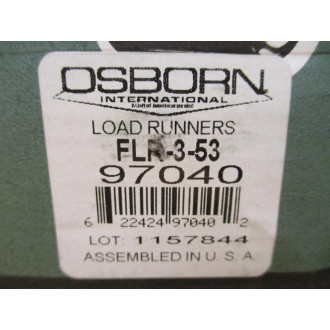 OSBORN
INTERNATIONAL
LOAD RUNNERS
FLR-3-53
97040
6 22424 97040 2
LOT: 1157844
ASSEMBLED IN U. S. A.